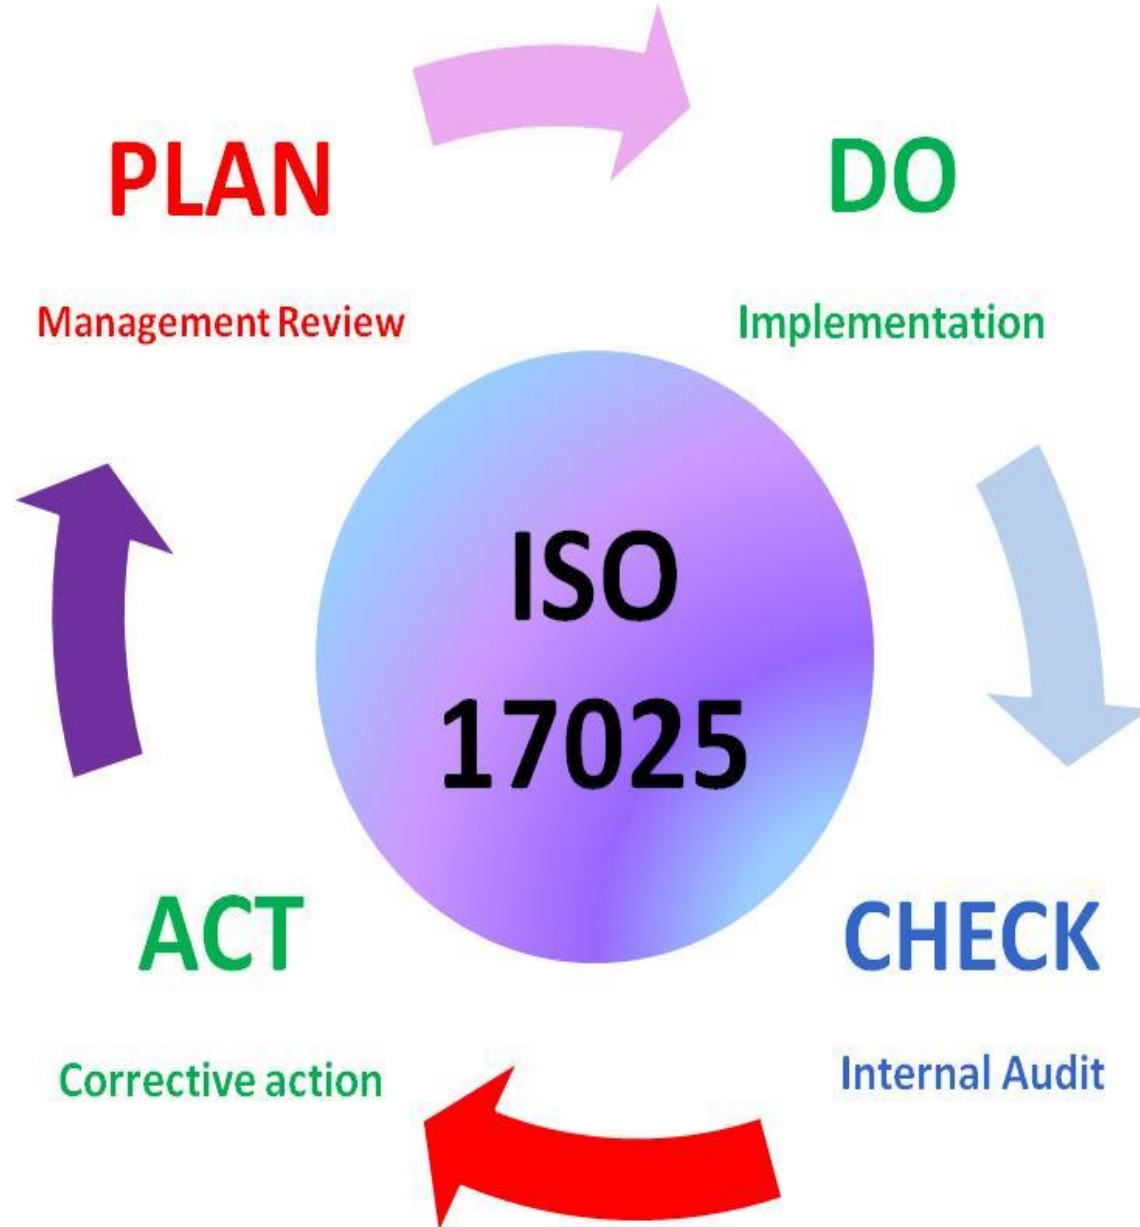 PLAN
DO
Management Review
Implementation
ISO
17025
ACT
CHECK
Corrective action
Internal Audit